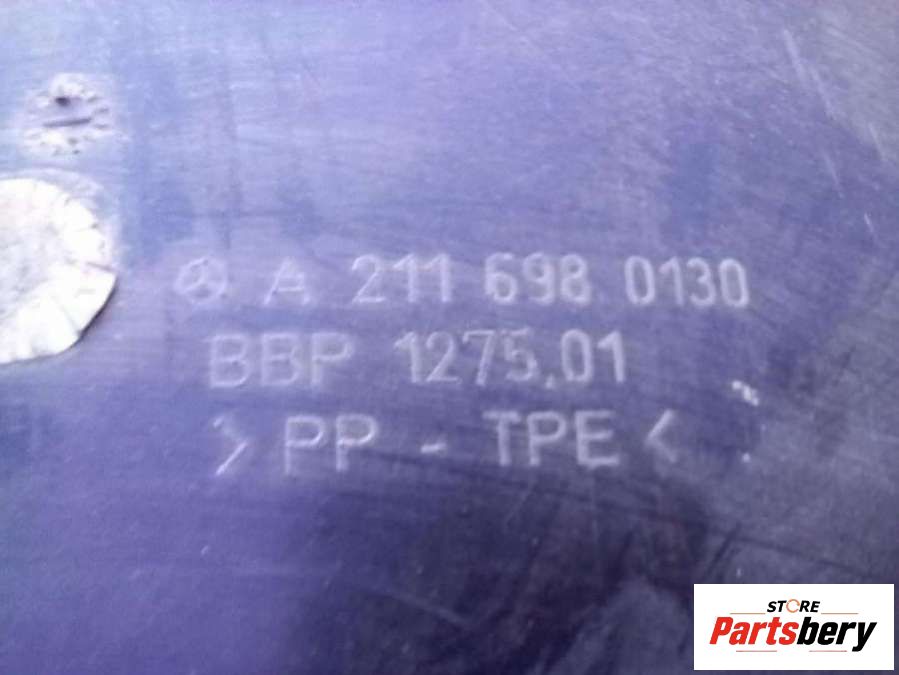 A 211 698 0130
BBP 1275.01
> PP - TPE <
STORE
Partsbery